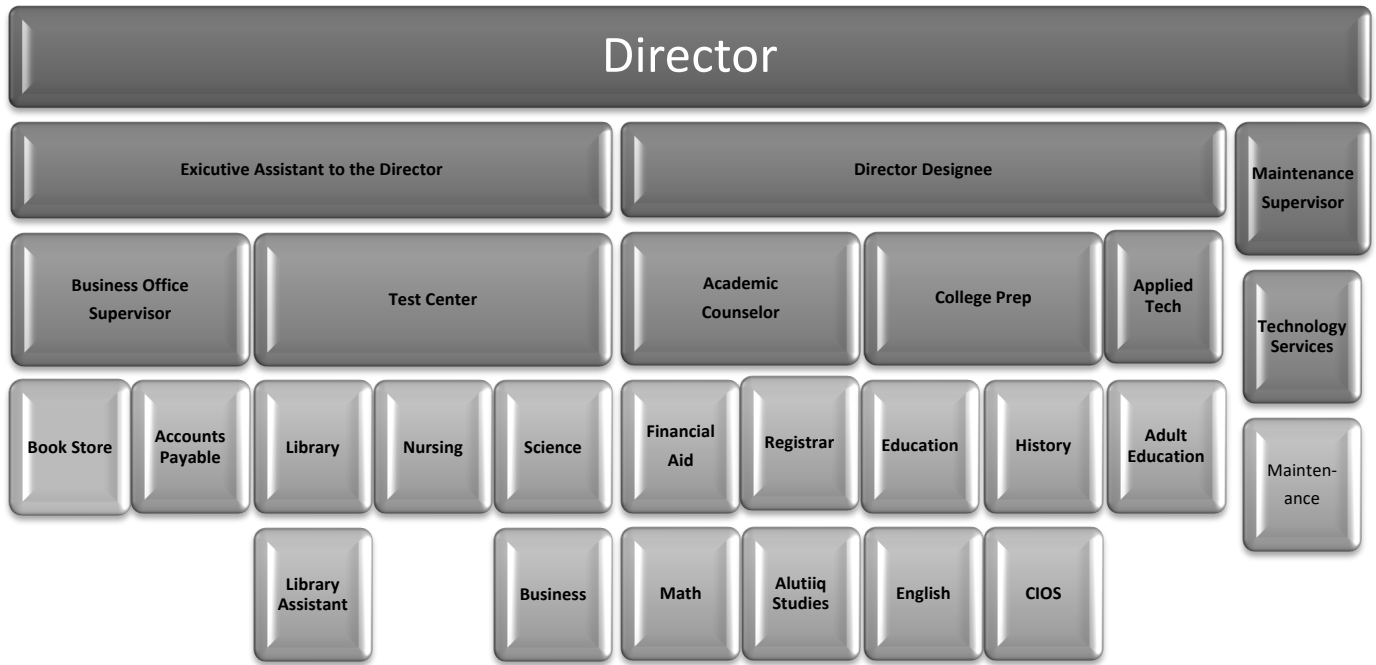 Director
Exicutive Assistant to the Director
Director Designee
Maintenance
Supervisor
Business Office
Supervisor
Test Center
Academic
Counselor
College Prep
Applied
Tech
Technology
Services
Book Store
Accounts
Payable
Library
Nursing
Science
Financial
Aid
Registrar
Education
History
Adult
Education
Mainten-
ance
Library
Assistant
Business
Math
Alutiiq
Studies
English
CIOS